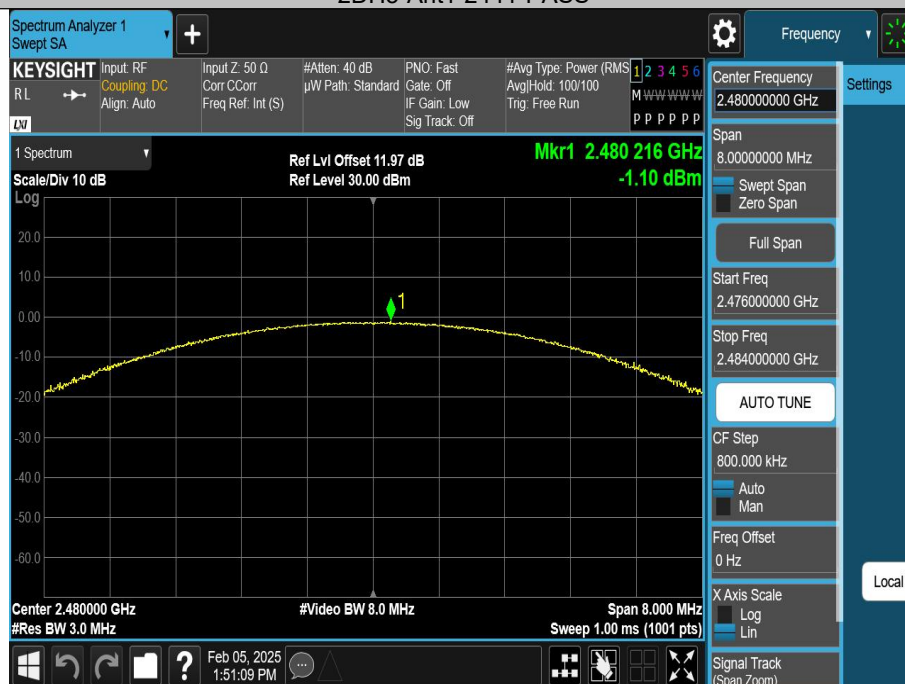 Spectrum Analyzer 1
Swept SA
Frequency
KEYSIGHT
RL
LXI
Input: RF
Coupling: DC
Align: Auto
Input Z: 50 Ω
Corr CCorr
Freq Ref: Int (S)
#Atten: 40 dB
µW Path: Standard
PNO: Fast
Gate: Off
IF Gain: Low
Sig Track: Off
#Avg Type: Power (RMS
Avg|Hold: 100/100
Trig: Free Run
1 2 3 4 5 6
M W W W W W
P P P P P P
1 Spectrum
Scale/Div 10 dB
Log
Ref Lvl Offset 11.97 dB
Ref Level 30.00 dBm
Mkr1 2.480 216 GHz
-1.10 dBm
20.0
10.0
0.00
-10.0
-20.0
-30.0
-40.0
-50.0
-60.0
1
Center 2.480000 GHz
#Res BW 3.0 MHz
#Video BW 8.0 MHz
Span 8.000 MHz
Sweep 1.00 ms (1001 pts)
Feb 05, 2025
1:51:09 PM
Center Frequency
2.480000000 GHz
Span
8.00000000 MHz
Swept Span
Zero Span
Full Span
Start Freq
2.476000000 GHz
Stop Freq
2.484000000 GHz
AUTO TUNE
CF Step
800.000 kHz
Auto
Man
Freq Offset
0 Hz
X Axis Scale
Log
Lin
Signal Track
(Span Zoom)
Settings
Local